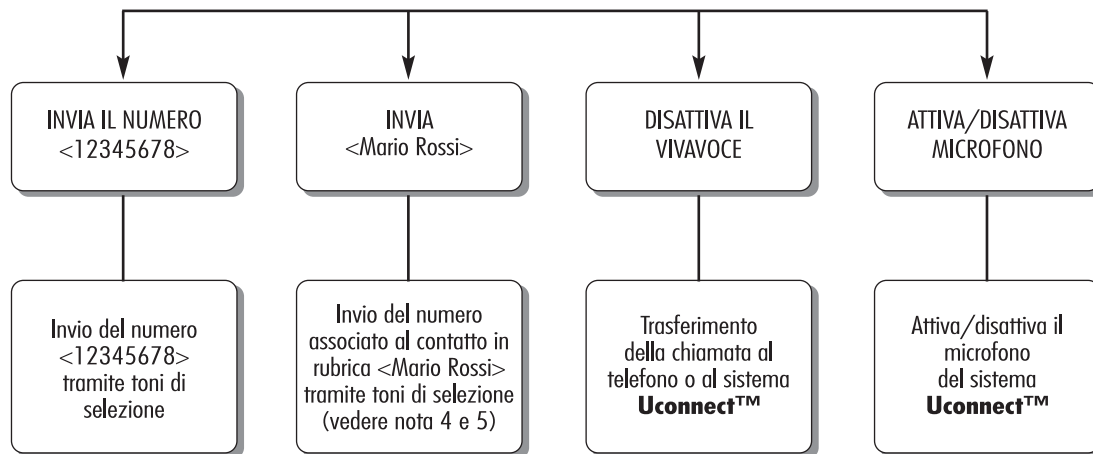 INVIA IL NUMERO
<12345678>
INVIA
<Mario Rossi>
DISATTIVA IL
VIVAVOCE
ATTIVA/DISATTIVA
MICROFONO
Invio del numero
<12345678>
tramite toni di
selezione
Invio del numero
associato al contatto in
rubrica <Mario Rossi>
tramite toni di selezione
(vedere nota 4 e 5)
Trasferimento
della chiamata al
telefono o al sistema
Uconnect™
Attiva/disattiva il
microfono
del sistema
Uconnect™